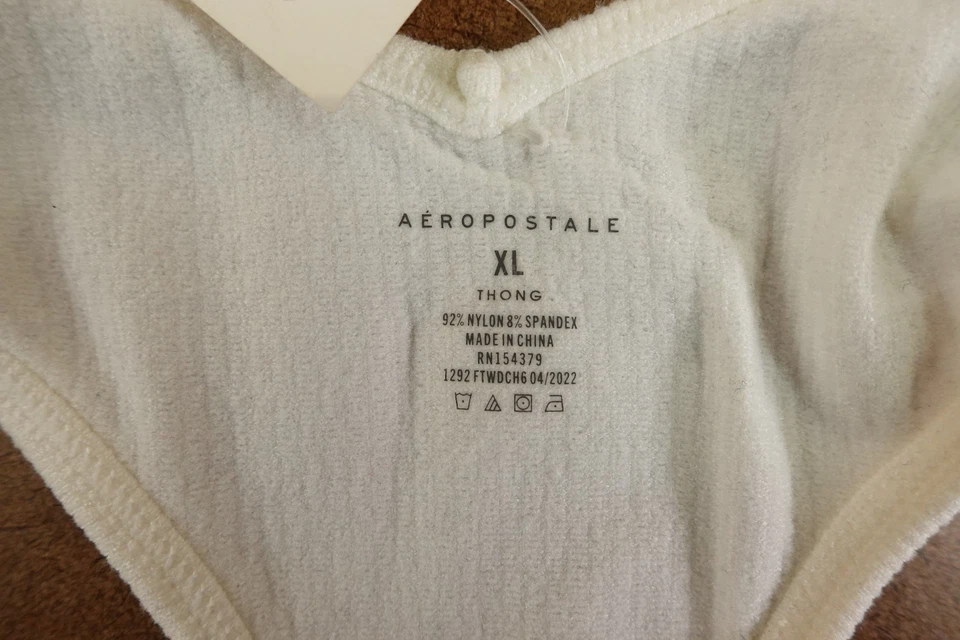 AÉROPOSTALE
XL
THONG
92% NYLON 8% SPANDEX
MADE IN CHINA
RN154379
1292 FTWDCH6 04/2022